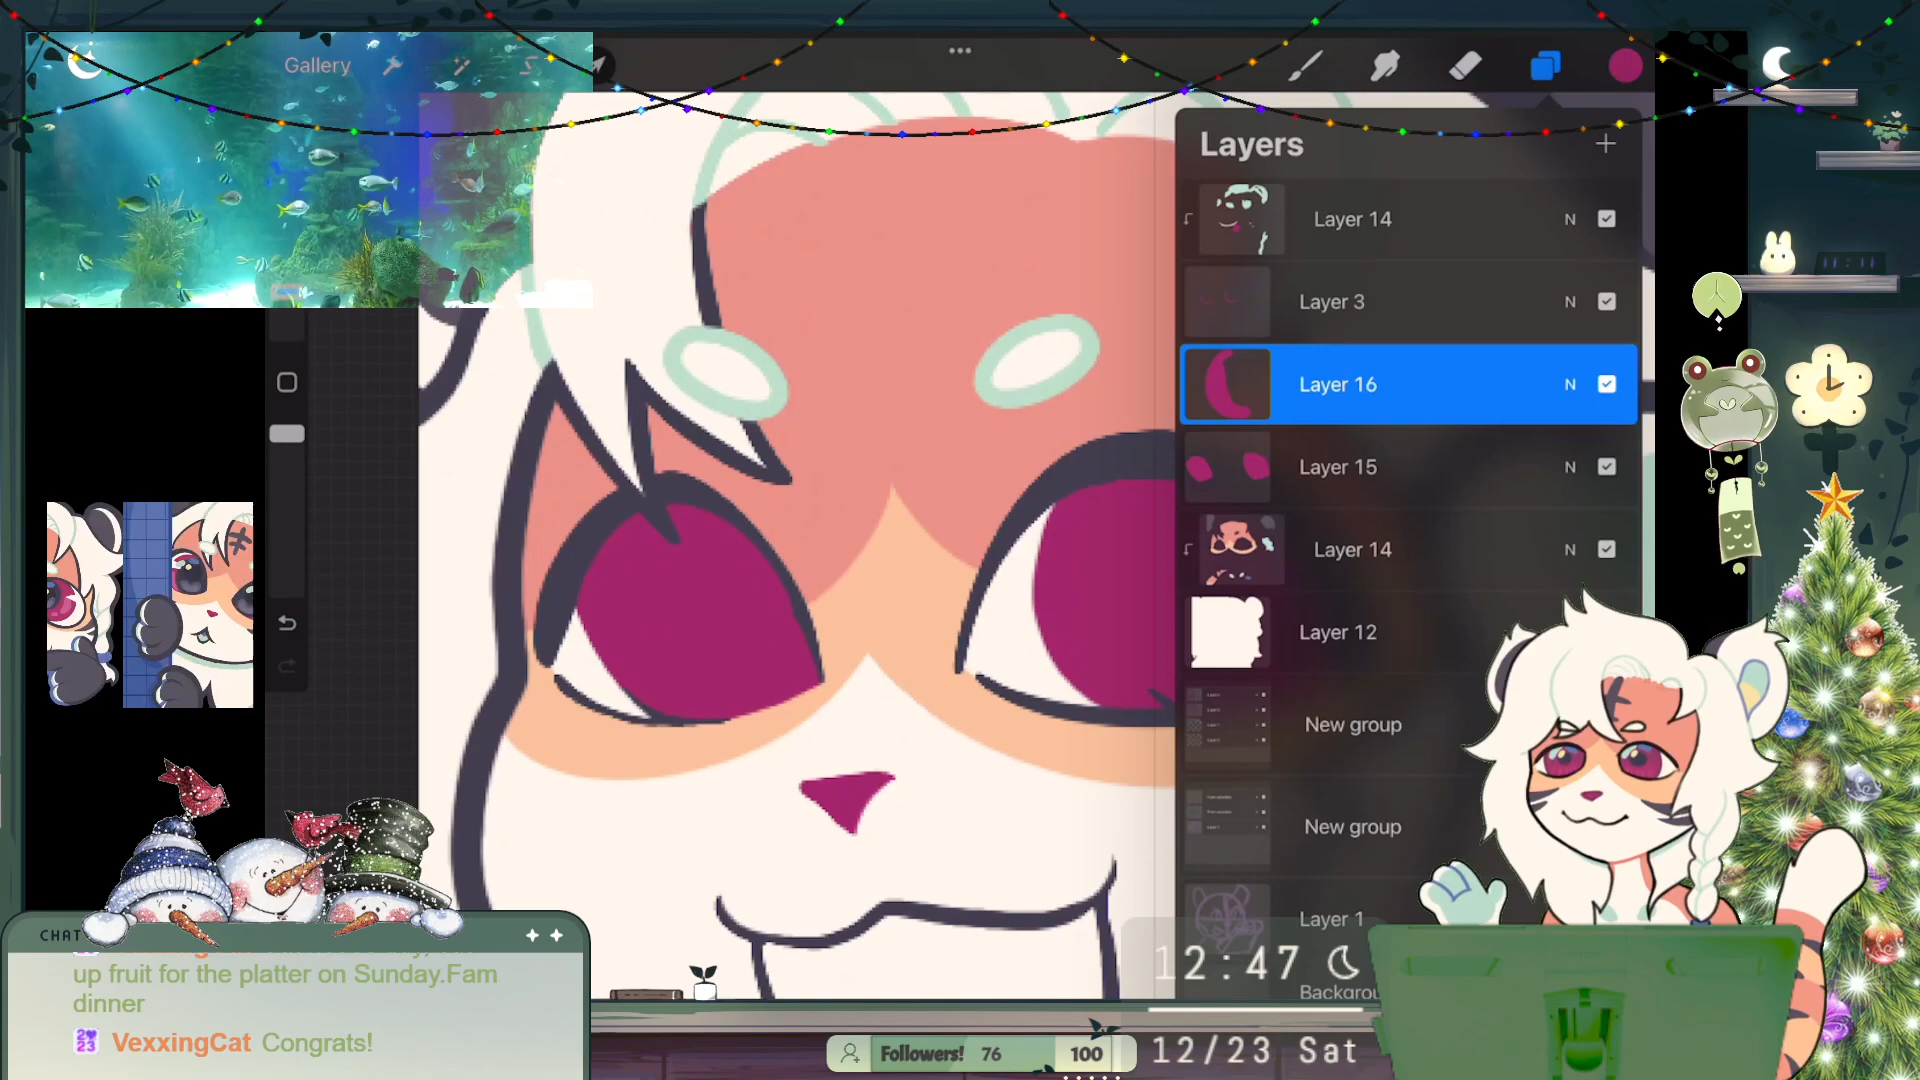 Gallery
Layers
Layer 14 N
Layer 3 N
Layer 16 N
Layer 15 N
Layer 14 N
Layer 12
New group
New group
Layer 1
12:47
12/23 Sat
CHAT
up fruit for the platter on Sunday.Fam
dinner
VexxingCat Congrats!
Followers! 76 100